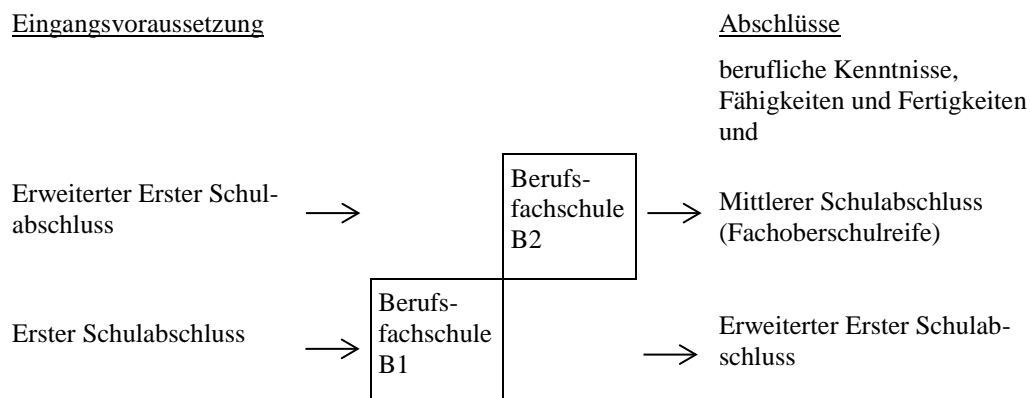 Eingangsvoraussetzung
Abschlüsse
berufliche Kenntnisse,
Fähigkeiten und Fertigkeiten
und
Erweiterter Erster Schul-
abschluss
Berufs-
fachschule
B2
Mittlerer Schulabschluss
(Fachoberschulreife)
Erster Schulabschluss
Berufs-
fachschule
B1
Erweiterter Erster Schulab-
schluss